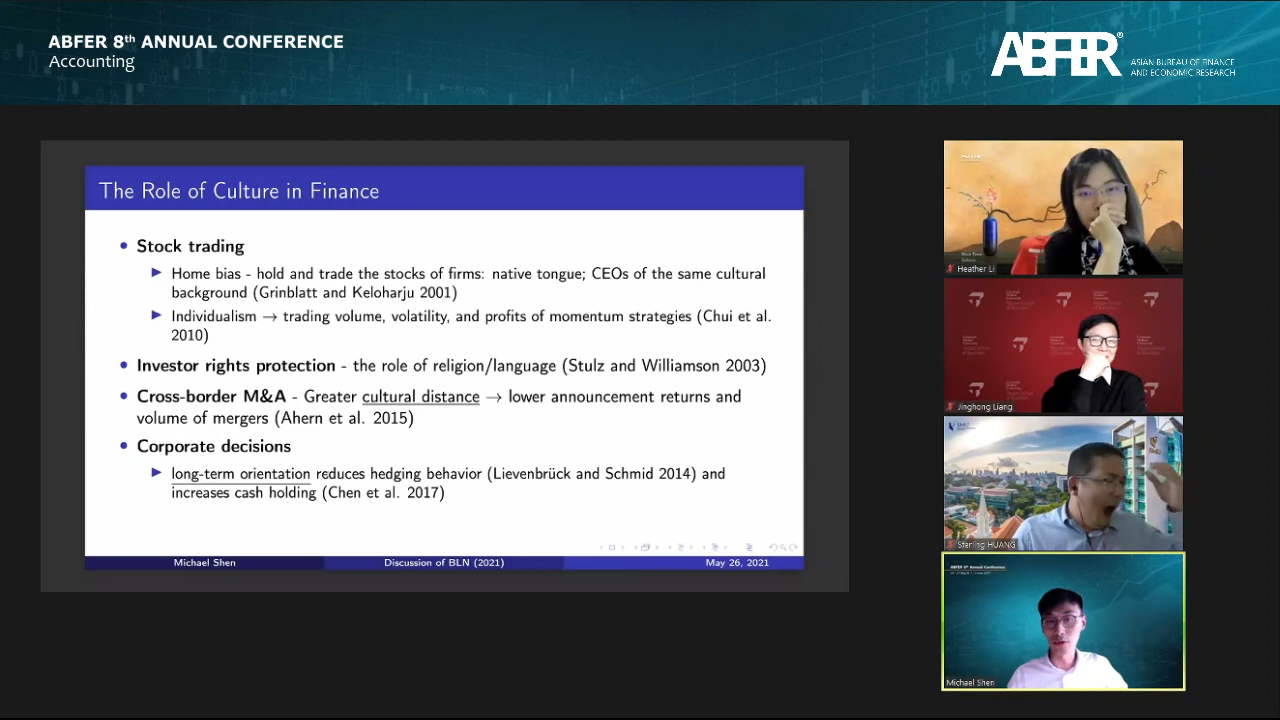 ABFER 8th ANNUAL CONFERENCE
Accounting
ABFER®
ASIAN BUREAU OF FINANCE
AND ECONOMIC RESEARCH
The Role of Culture in Finance
• Stock trading
► Home bias - hold and trade the stocks of firms: native tongue; CEOs of the same cultural
background (Grinblatt and Keloharju 2001)
► Individualism → trading volume, volatility, and profits of momentum strategies (Chui et al.
2010)
• Investor rights protection - the role of religion/language (Stulz and Williamson 2003)
• Cross-border M&A - Greater cultural distance → lower announcement returns and
volume of mergers (Ahern et al. 2015)
• Corporate decisions
► long-term orientation reduces hedging behavior (Lievenbrück and Schmid 2014) and
increases cash holding (Chen et al. 2017)
Michael Shen
Discussion of BLN (2021)
May 26, 2021
Heather Li
Jinghong Liang
SMU
Sterling HUANG
ABFER 8th Annual Conference
Michael Shen